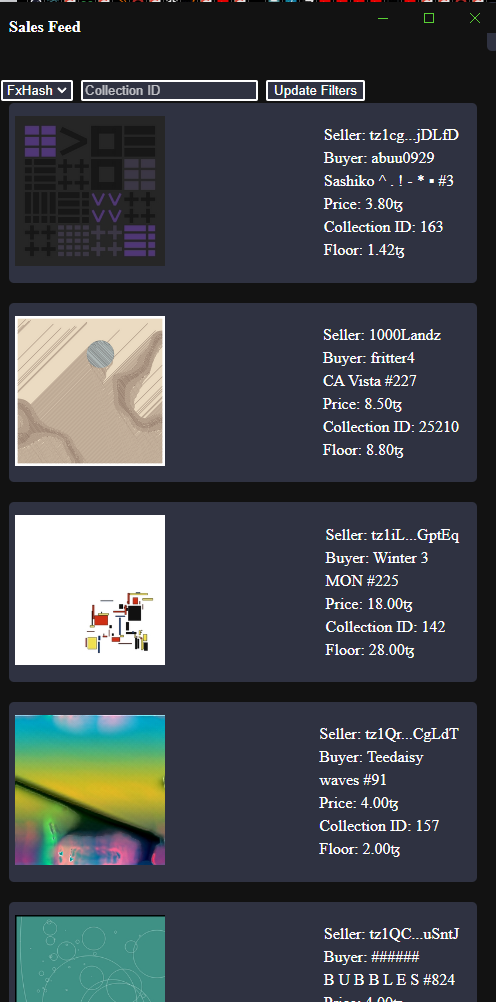 Sales Feed
FxHash Collection ID Update Filters
Seller: tz1cg...jDLfD
Buyer: abuu0929
Sashiko ^ . ! - * ▪ #3
Price: 3.80ꜩ
Collection ID: 163
Floor: 1.42ꜩ
Seller: 1000Landz
Buyer: fritter4
CA Vista #227
Price: 8.50ꜩ
Collection ID: 25210
Floor: 8.80ꜩ
Seller: tz1iL...GptEq
Buyer: Winter 3
MON #225
Price: 18.00ꜩ
Collection ID: 142
Floor: 28.00ꜩ
Seller: tz1Qr...CgLdT
Buyer: Teedaisy
waves #91
Price: 4.00ꜩ
Collection ID: 157
Floor: 2.00ꜩ
Seller: tz1QC...uSntJ
Buyer: ######
B U B B L E S #824
Price: 4.00ꜩ